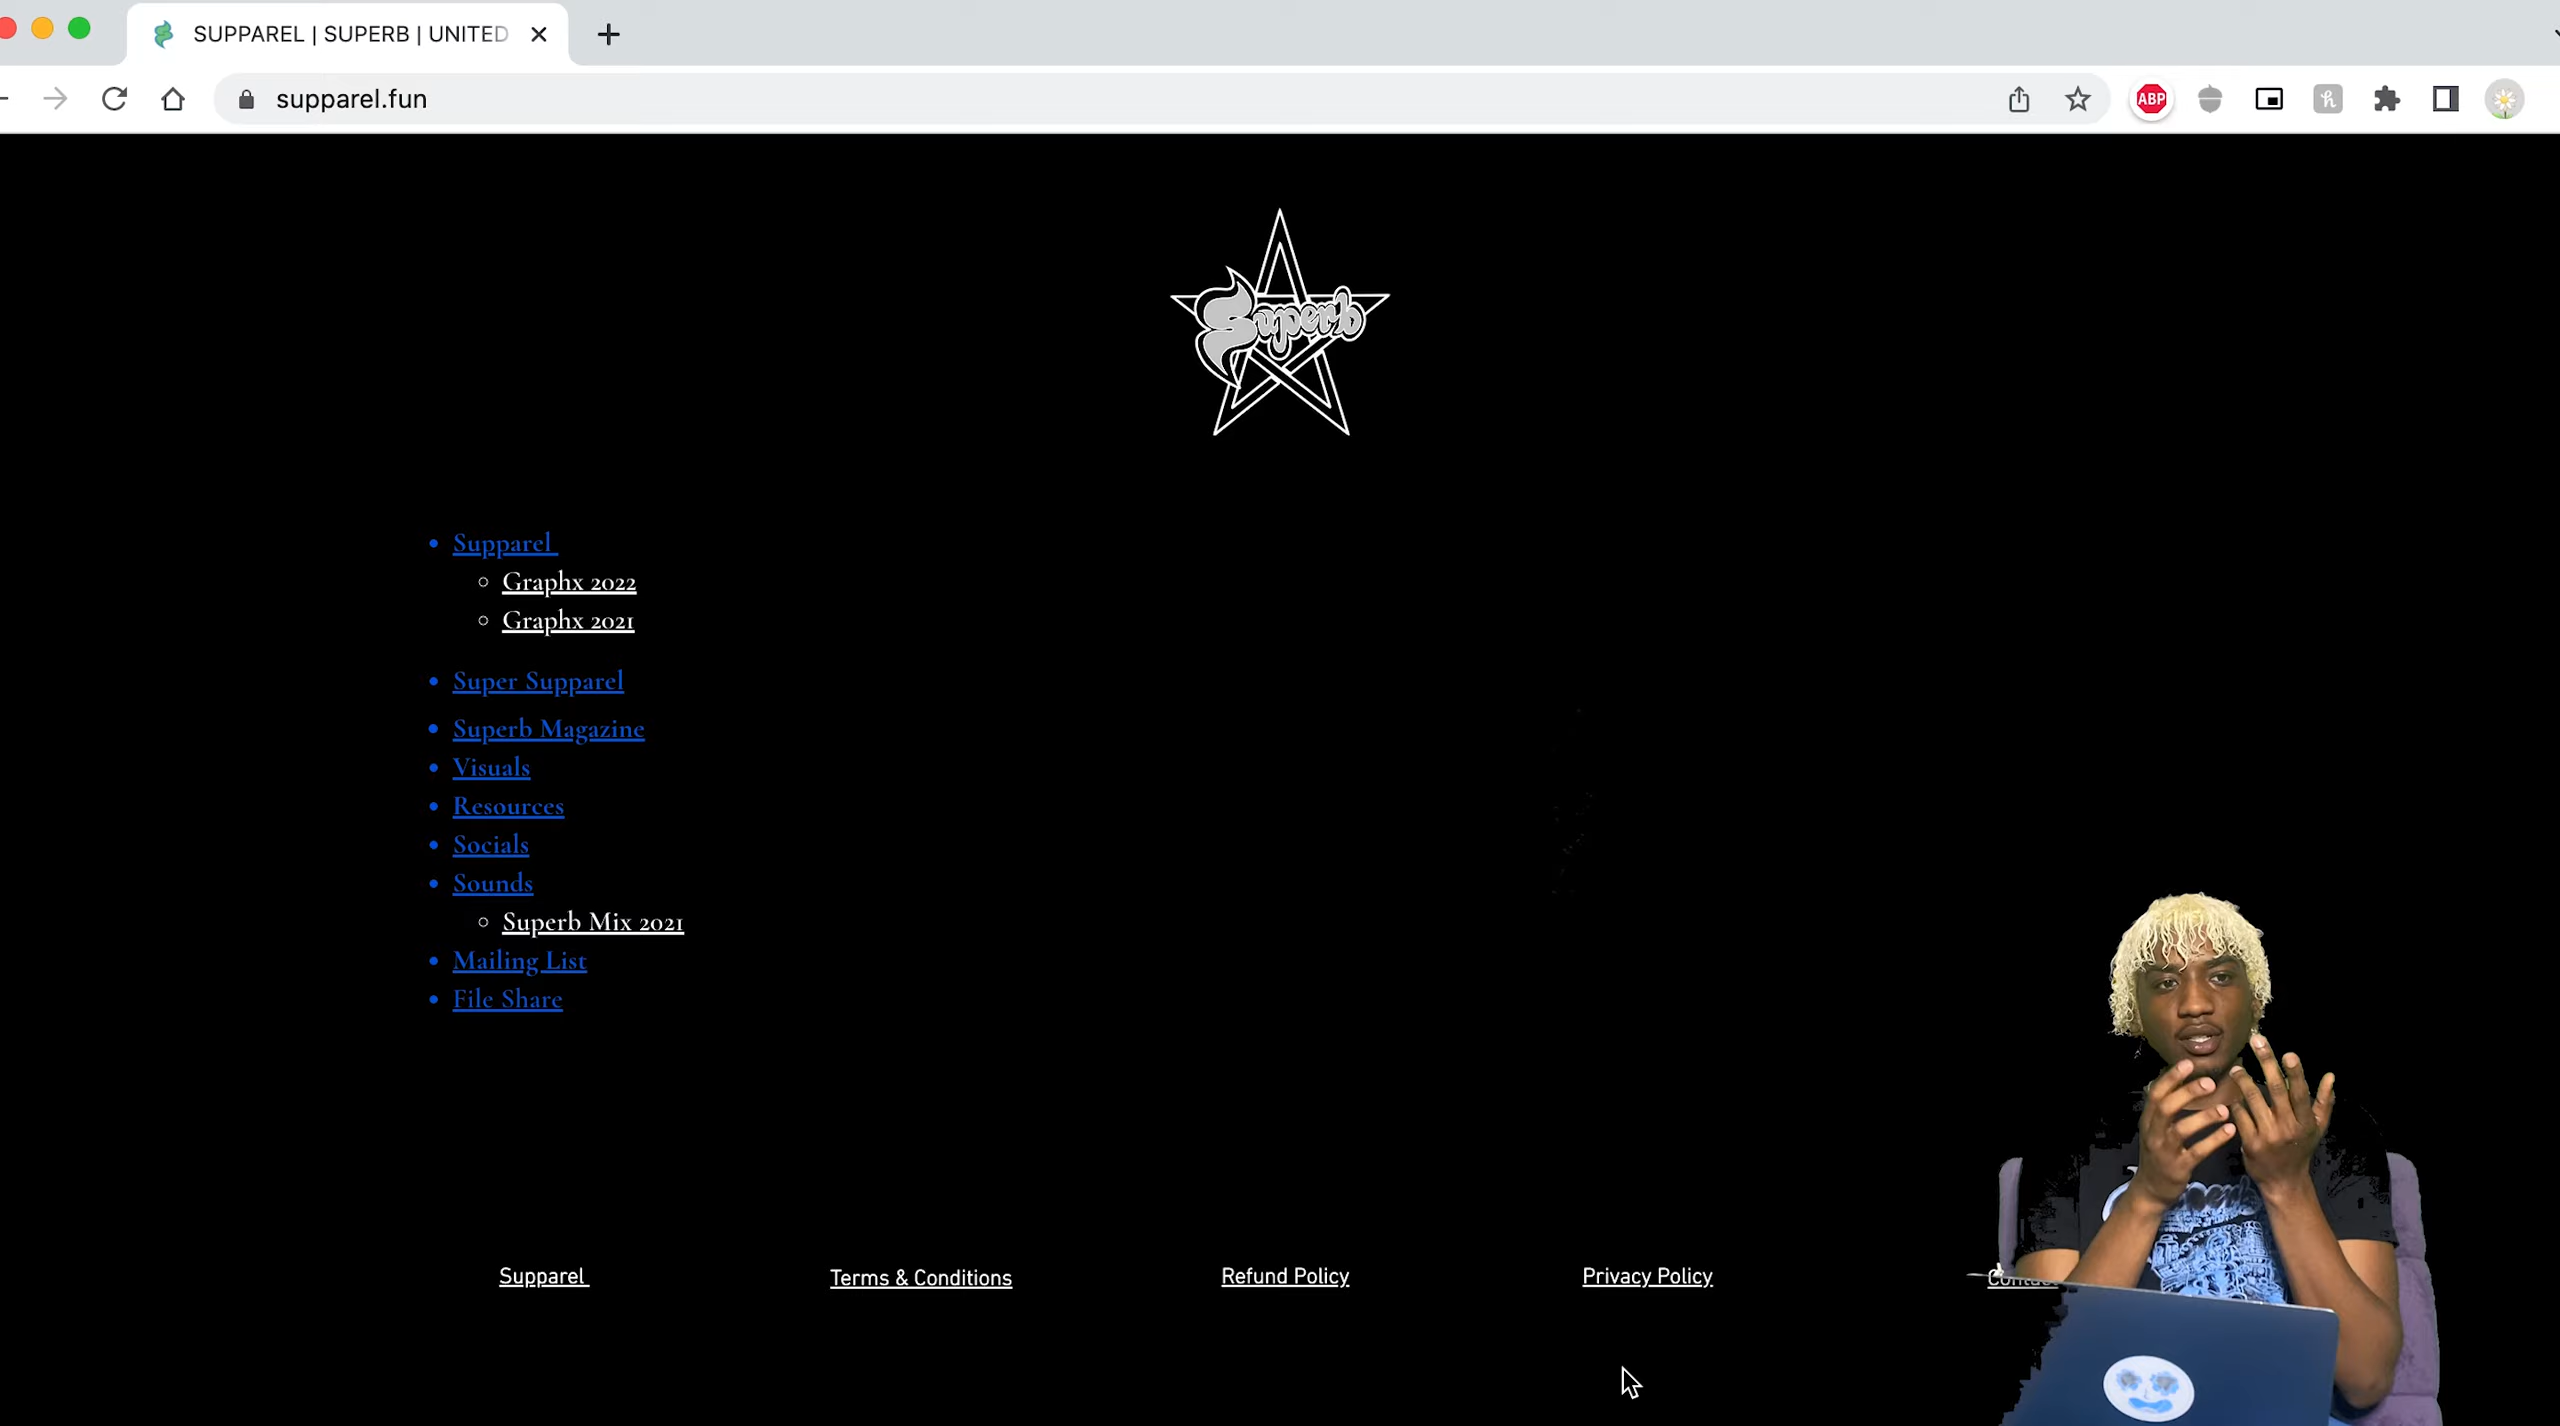 SUPPAREL | SUPERB | UNITED
supparel.fun
ABP
h
Superb
Supparel
Graphx 2022
Graphx 2021
Super Supparel
Superb Magazine
Visuals
Resources
Socials
Sounds
Superb Mix 2021
Mailing List
File Share
Supparel
Terms & Conditions
Refund Policy
Privacy Policy